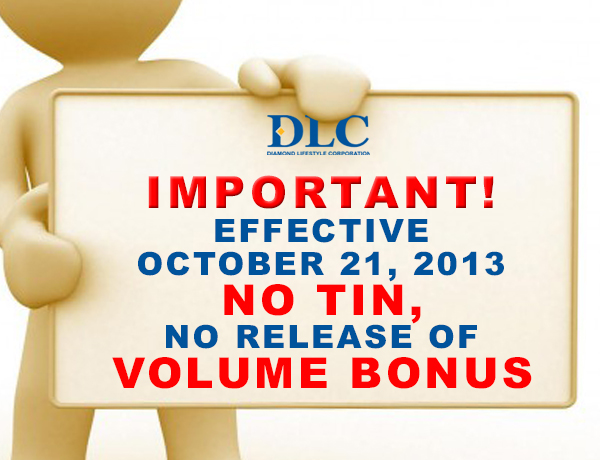 DLC
DIAMOND LIFESTYLE CORPORATION
IMPORTANT!
EFFECTIVE
OCTOBER 21, 2013
NO TIN,
NO RELEASE OF
VOLUME BONUS